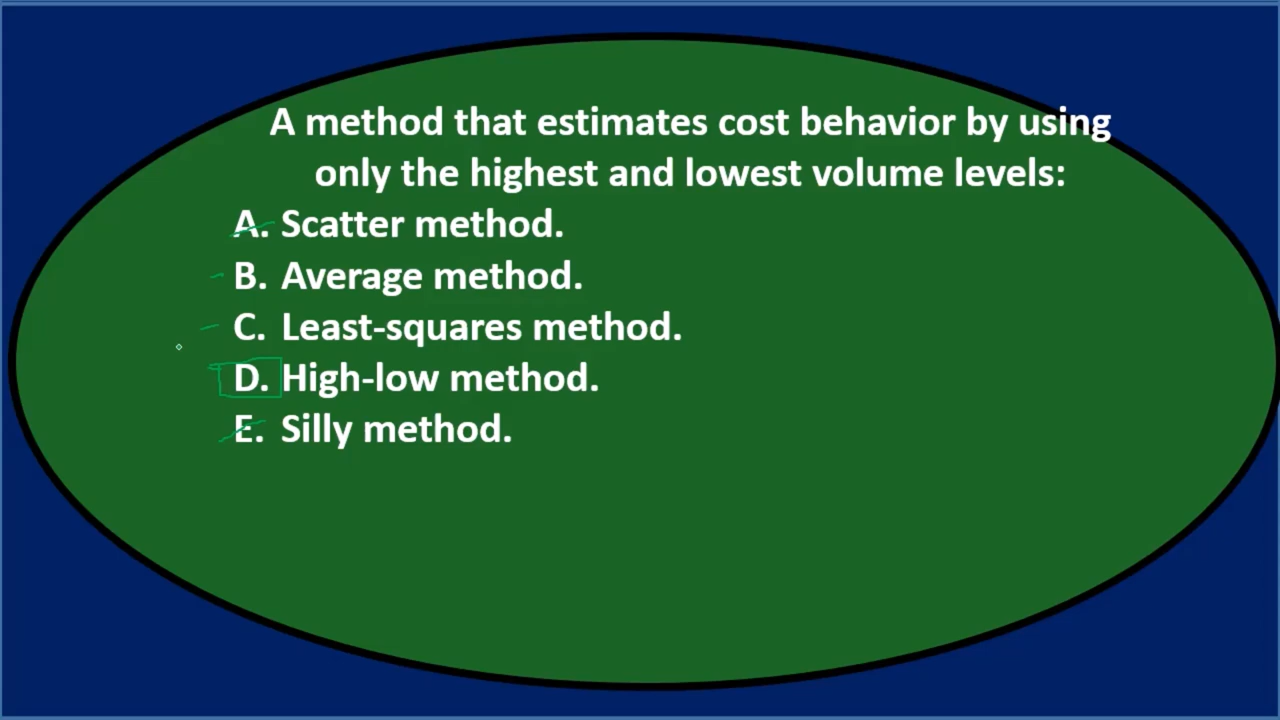 A method that estimates cost behavior by using
only the highest and lowest volume levels:
A. Scatter method.
B. Average method.
C. Least-squares method.
D. High-low method.
E. Silly method.